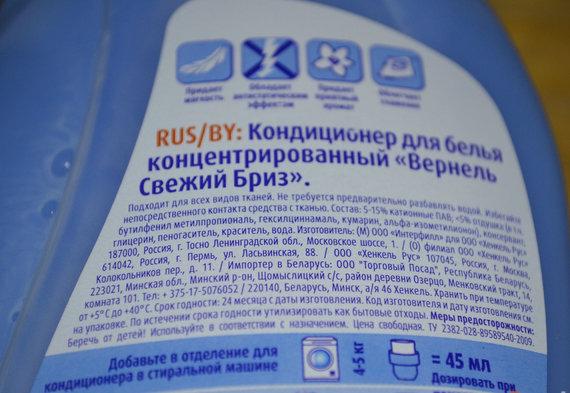 Придает
мягкость
Обладает
антистатическим
эффектом
Придает
приятный
аромат
Облегчает
глажение
RUS/BY: Кондиционер для белья
концентрированный «Вернель
Свежий Бриз».
Подходит для всех видов тканей. Не требуется предварительно разбавлять водой. Избегайте
непосредственного контакта средства с тканью. Состав: 5-15% катионные ПАВ; <5% отдушка (в т.ч.
бутилфенил метилпропиональ, гексилциннамаль, кумарин, альфа-изометилионон), консервант,
глицерин, пеногаситель, краситель, вода. Изготовитель: (М) ООО «Интерфилл» для ООО «Хенкель Рус»
187000, Россия, г. Тосно Ленинградской обл., Московское шоссе, 1. / (О) филиал ООО «Хенкель Рус»
614042, Россия, г. Пермь, ул. Ласьвинская, 88. / ООО «Хенкель Рус» 107045, Россия, г. Москва,
Колокольников пер., д. 11. / Импортер в Беларусь: ООО "Торговый Посад", Республика Беларусь,
223021, Минская обл., Минский р-он, Щомыслицкий с/с, район деревни Озерцо, Меньковский тракт, 14,
комната 101. Тел: + 375-17-5076052 / 220140, Беларусь, Минск, а/я 46 Хенкель. Хранить при температуре
от +5°C до +40°C. Срок годности: 24 месяца с даты изготовления. Код изготовителя и дату изготовления см.
на упаковке. По истечении срока годности утилизировать как бытовые отходы. Меры предосторожности:
Беречь от детей! Используйте в соответствии с назначением. Цена свободная. ТУ 2382-028-89589540-2009.
Добавьте в отделение для
кондиционера в стиральной машине
4-5 кг
= 45 мл
Дозировать при